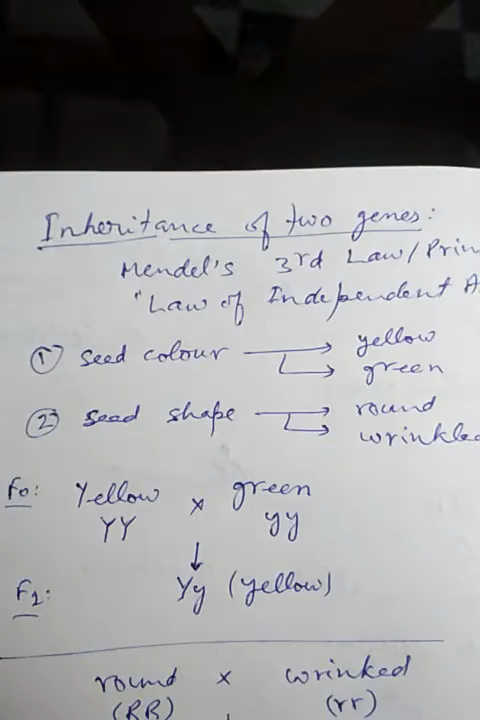 Inheritance of two genes:
Mendel's 3rd Law/Prin
"Law of Independent A
① seed colour → yellow
→ green
② seed shape → round
→ wrinkled
F0: Yellow x green
YY yy
↓
F1: Yy (yellow)
round x wrinked
(RR) (rr)